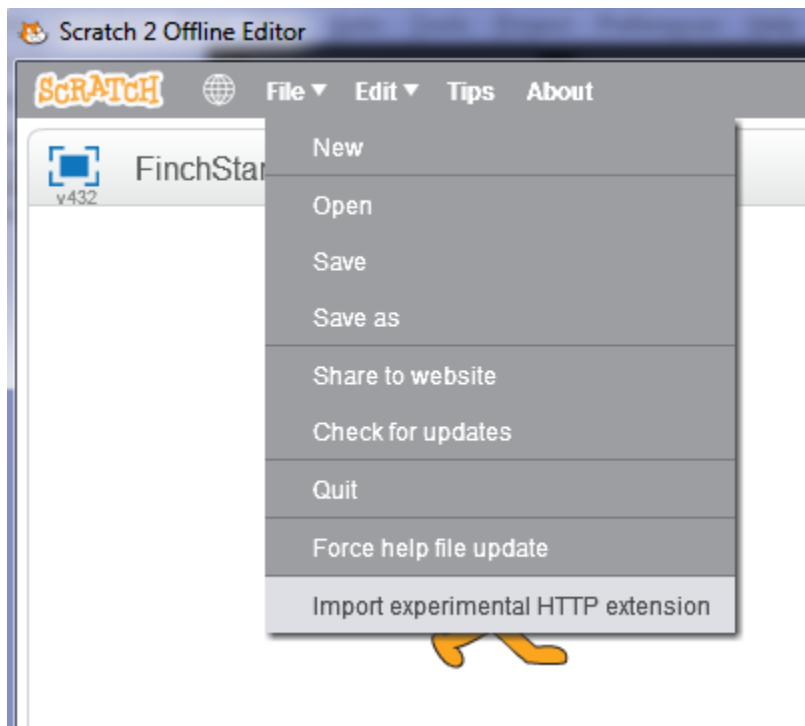 Scratch 2 Offline Editor
SCRATCH File Edit Tips About
New
v432 FinchStar
Open
Save
Save as
Share to website
Check for updates
Quit
Force help file update
Import experimental HTTP extension